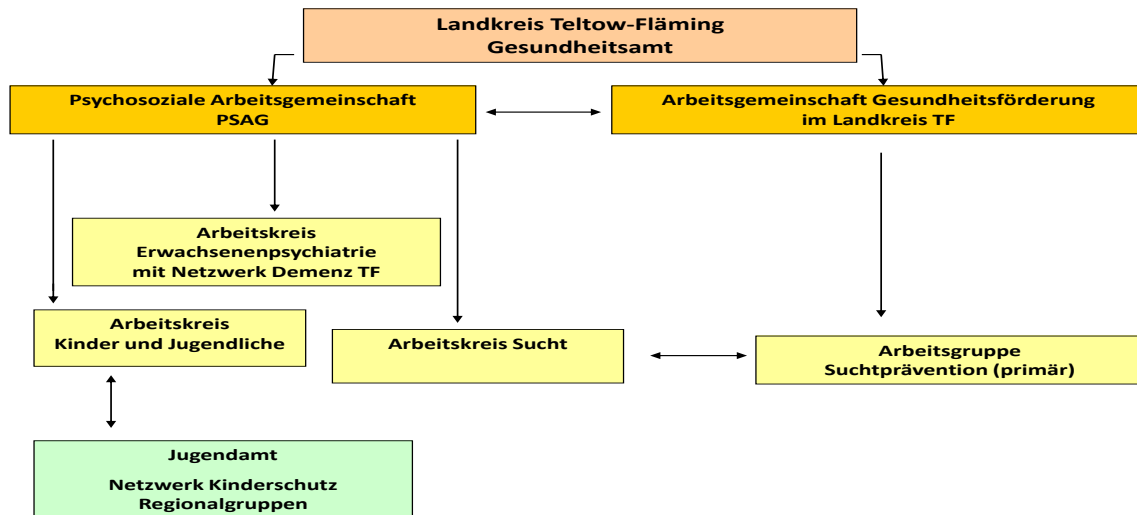 Landkreis Teltow-Fläming
Gesundheitsamt
Psychosoziale Arbeitsgemeinschaft
PSAG
Arbeitsgemeinschaft Gesundheitsförderung
im Landkreis TF
Arbeitskreis
Erwachsenenpsychiatrie
mit Netzwerk Demenz TF
Arbeitskreis
Kinder und Jugendliche
Arbeitskreis Sucht
Arbeitsgruppe
Suchtprävention (primär)
Jugendamt
Netzwerk Kinderschutz
Regionalgruppen